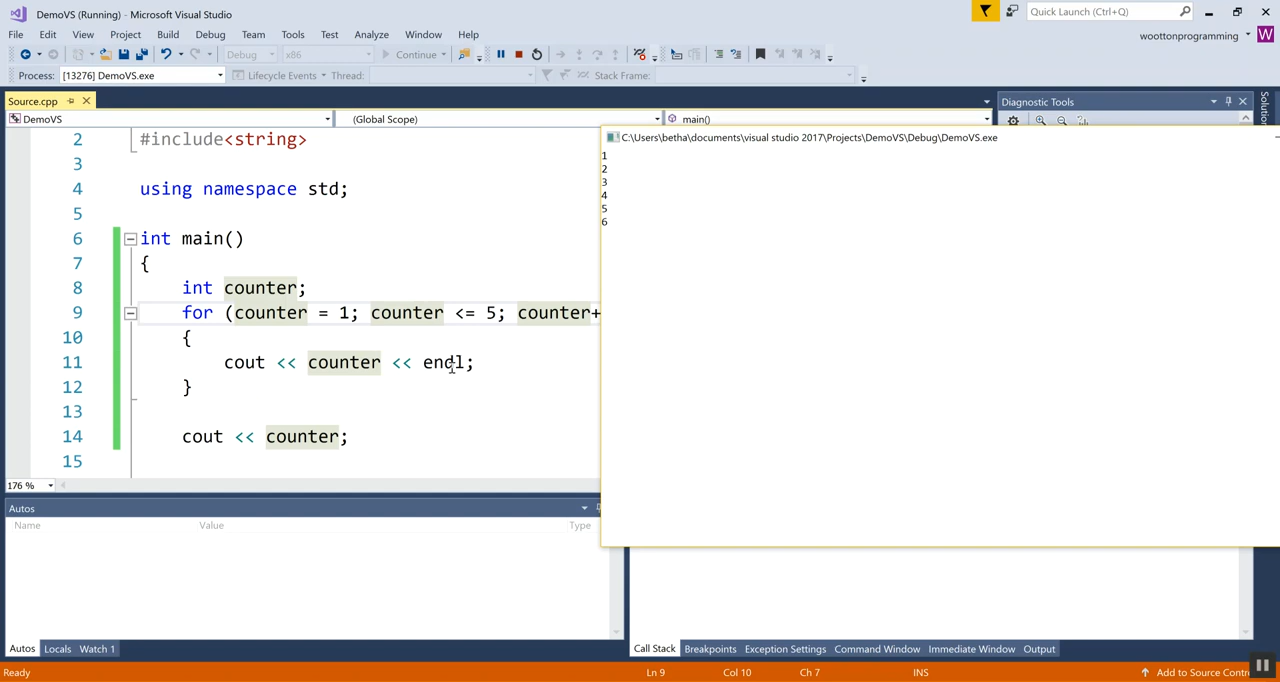 DemoVS (Running) - Microsoft Visual Studio
Quick Launch (Ctrl+Q)
File Edit View Project Build Debug Team Tools Test Analyze Window Help
woottonprogramming W
Debug x86 Continue
Process: [13276] DemoVS.exe Lifecycle Events Thread: Stack Frame:
Source.cpp
Diagnostic Tools
Solution
DemoVS (Global Scope) main()
C:\Users\betha\documents\visual studio 2017\Projects\DemoVS\Debug\DemoVS.exe
1
2
3
4
5
6
2 #include<string>
3
4 using namespace std;
5
6 int main()
7 {
8 int counter;
9 for (counter = 1; counter <= 5; counter+
10 {
11 cout << counter << endl;
12 }
13
14 cout << counter;
15
176 %
Autos
Name Value Type
Autos Locals Watch 1
Call Stack Breakpoints Exception Settings Command Window Immediate Window Output
Ready Ln 9 Col 10 Ch 7 INS Add to Source Contr